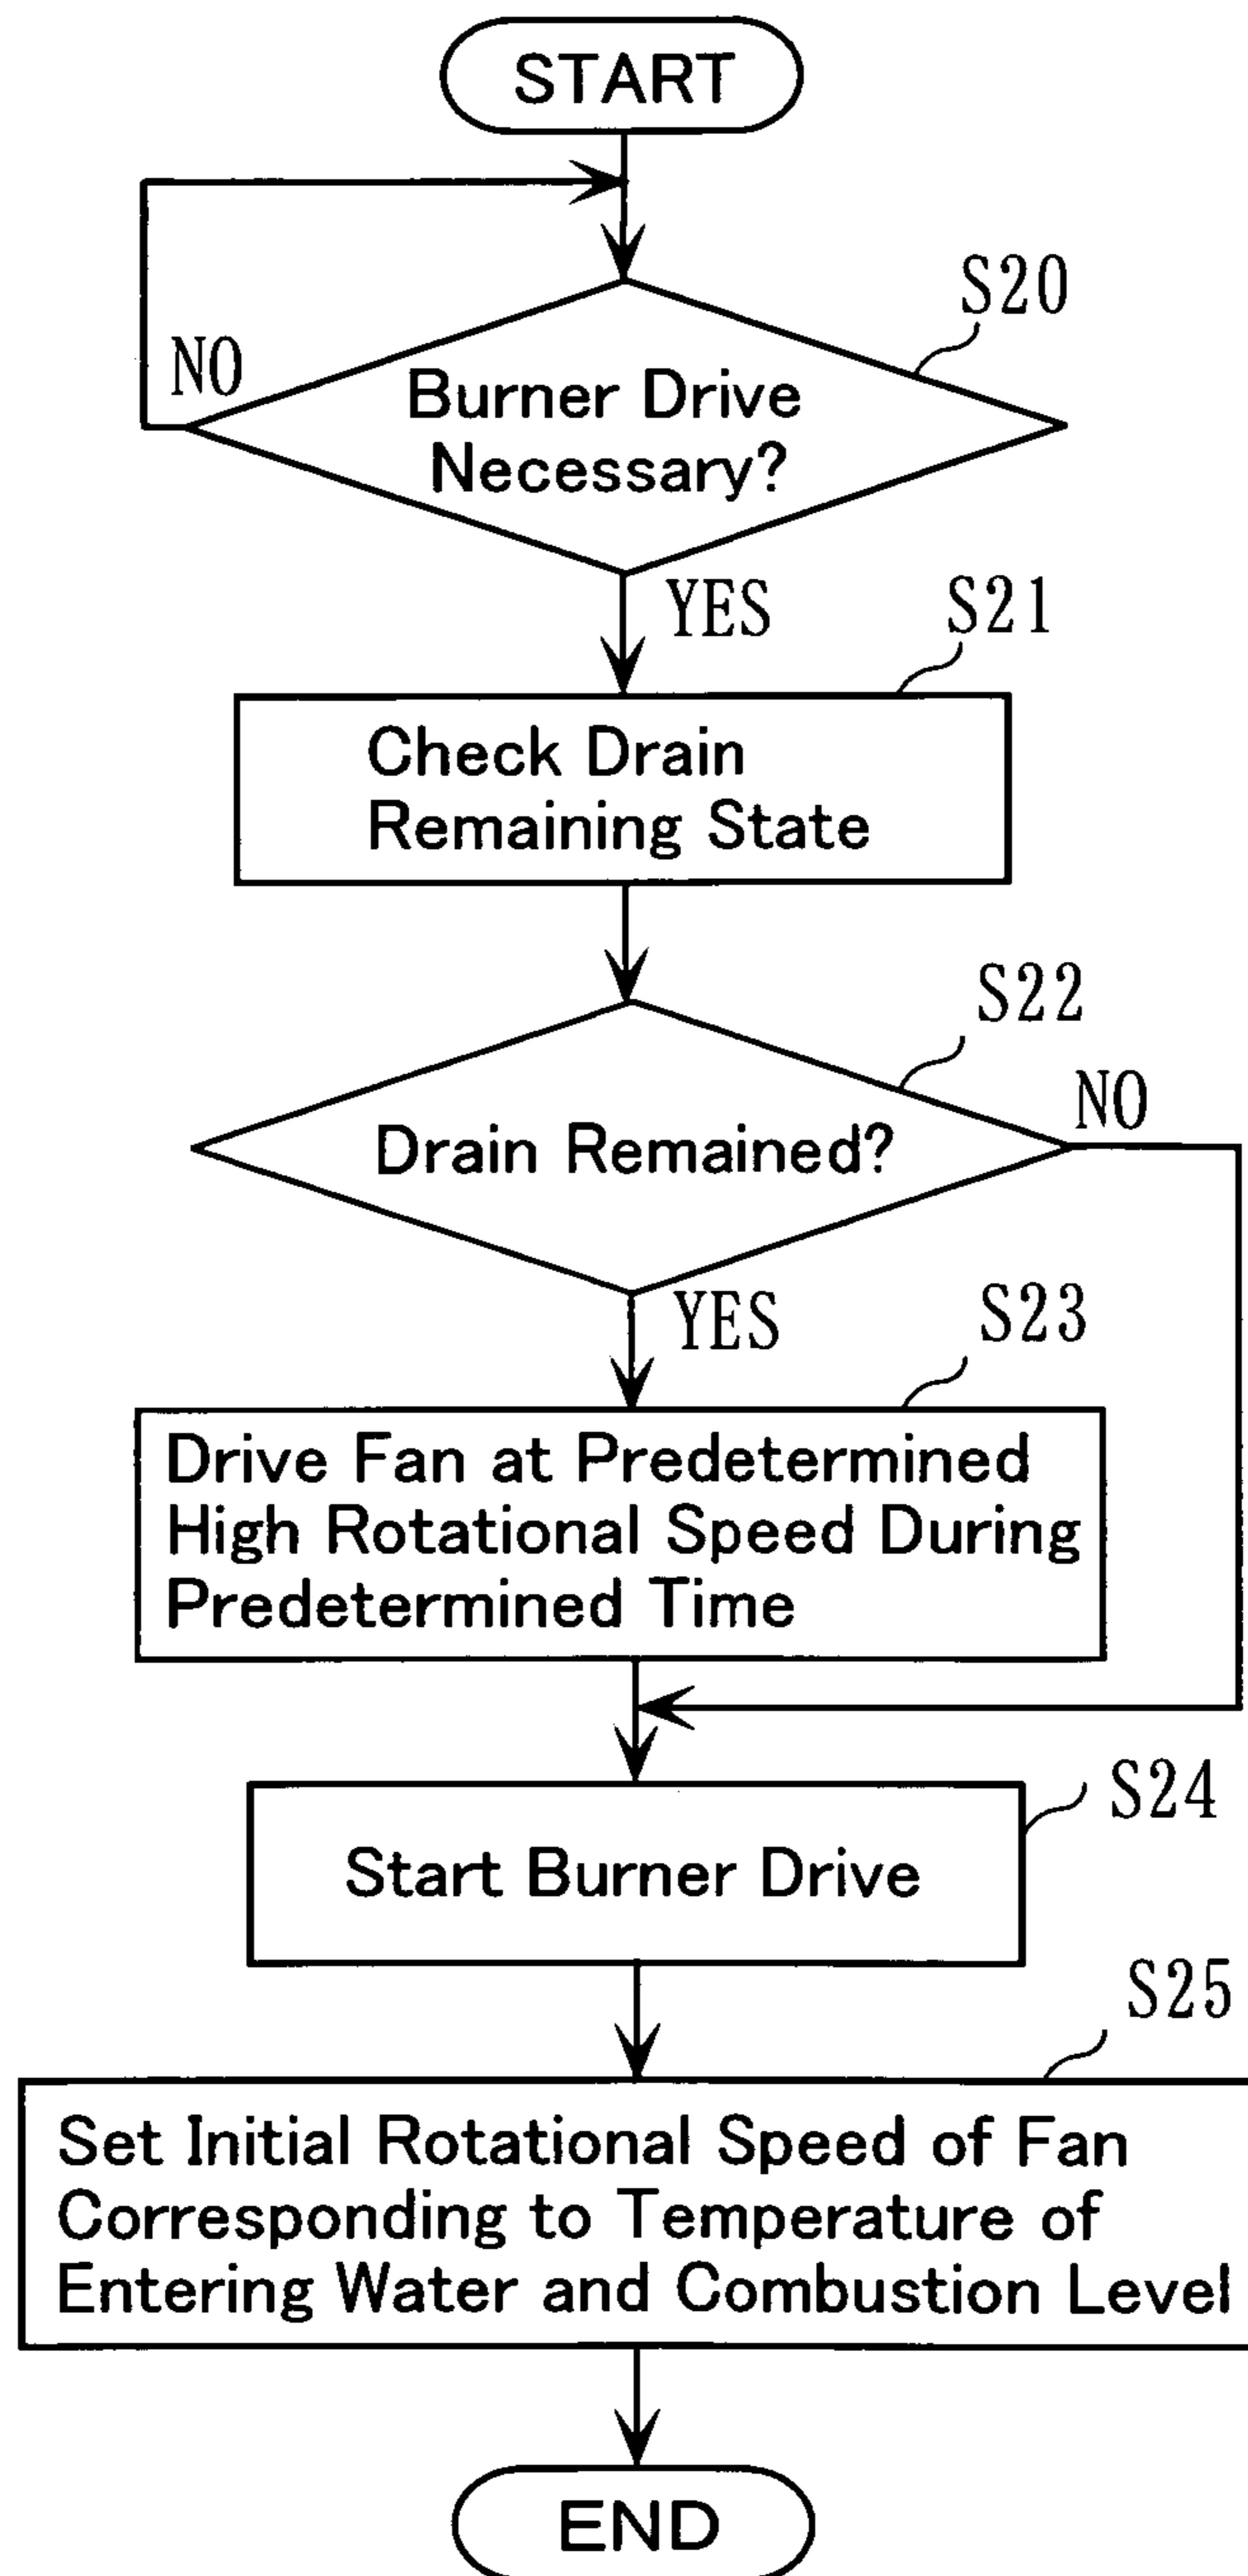 START
S20
NO
Burner Drive
Necessary?
YES
S21
Check Drain
Remaining State
S22
NO
Drain Remained?
YES
S23
Drive Fan at Predetermined
High Rotational Speed During
Predetermined Time
S24
Start Burner Drive
S25
Set Initial Rotational Speed of Fan
Corresponding to Temperature of
Entering Water and Combustion Level
END